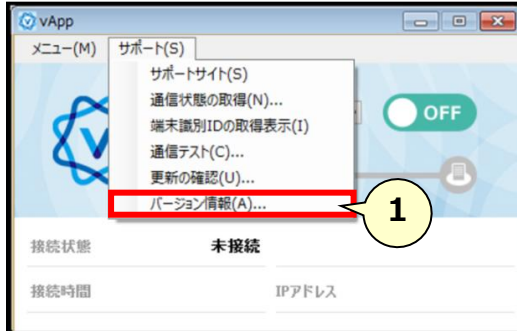 vApp
メニュー(M) サポート(S)
サポートサイト(S)
通信状態の取得(N)...
端末識別IDの取得表示(I)
通信テスト(C)...
更新の確認(U)...
バージョン情報(A)...
OFF
1
接続状態 未接続
接続時間 IPアドレス